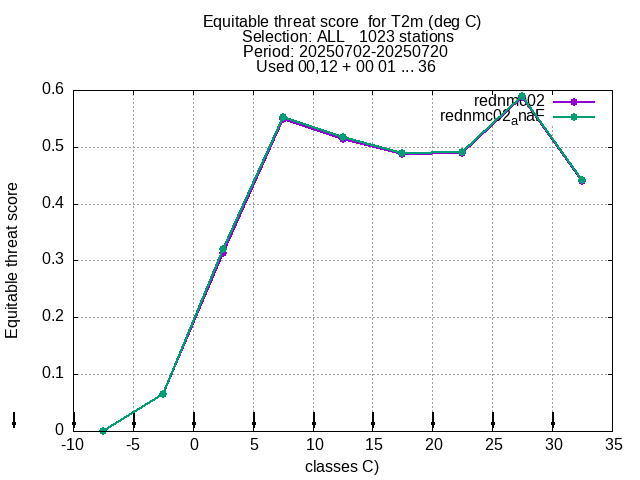 Equitable threat score  for T2m (deg C)
Selection: ALL   1023 stations
Period: 20250702-20250720
Used 00,12 + 00 01 ... 36
rednmc02
rednmc02anaF
Equitable threat score
0.6
0.5
0.4
0.3
0.2
0.1
0
-10 -5 0 5 10 15 20 25 30 35
classes C)